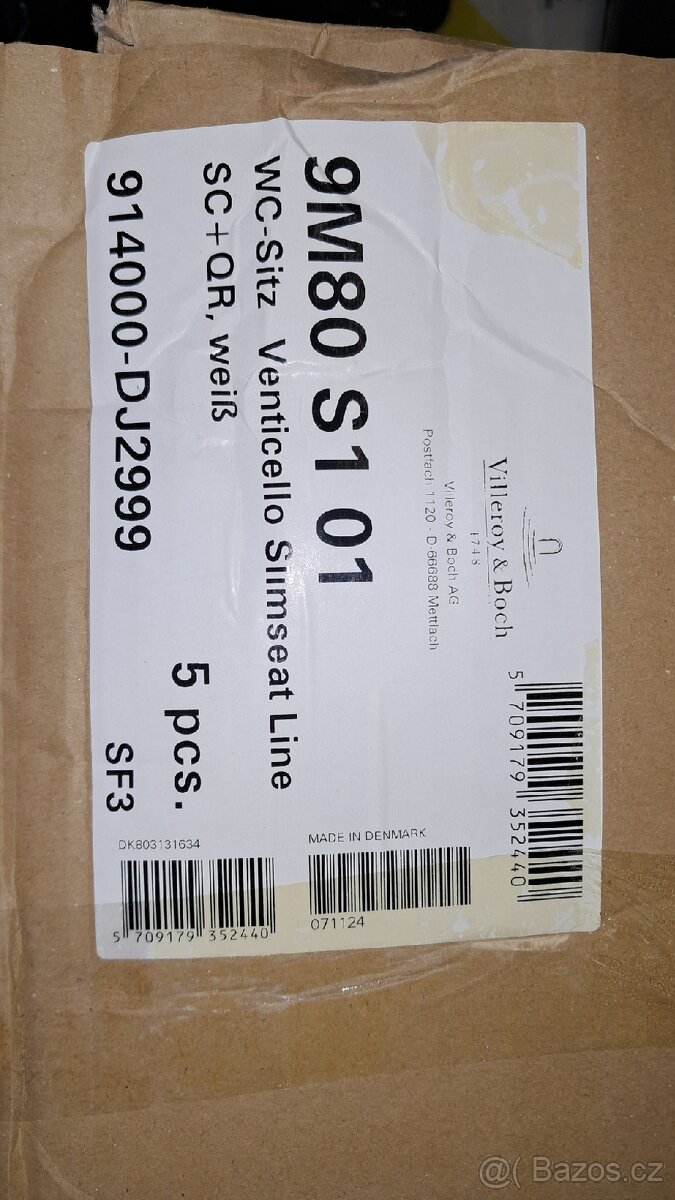 Villeroy & Boch
1748
Villeroy & Boch AG
Postfach 1120 · D-66688 Mettlach
5 709179 352440
9M80 S1 01
WC-Sitz Venticello Slimseat Line
SC+QR, weiß
5 pcs.
914000-DJ2999
SF3
MADE IN DENMARK
071124
DK803131634
5 709179 352440
@( Bazos.cz